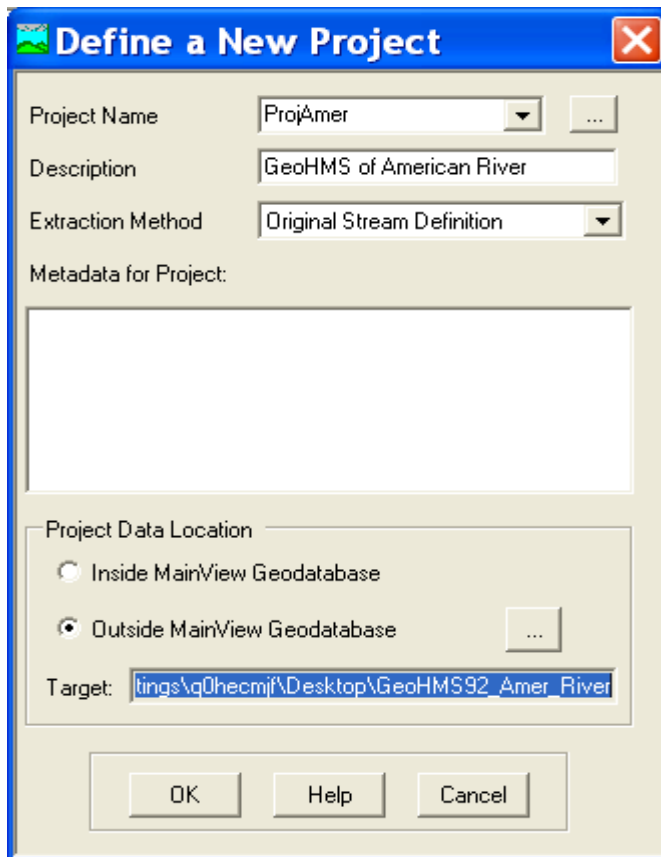 Define a New Project
Project Name ProjAmer ...
Description GeoHMS of American River
Extraction Method Original Stream Definition
Metadata for Project:
Project Data Location
Inside MainView Geodatabase
Outside MainView Geodatabase ...
Target: tings\q0hecmjf\Desktop\GeoHMS92_Amer_River
OK Help Cancel